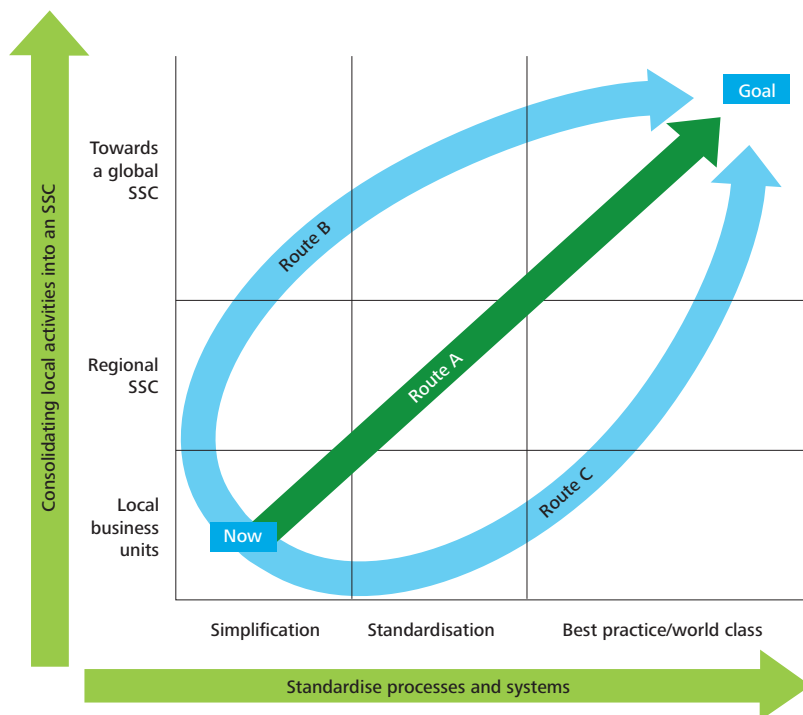 Consolidating local activities into an SSC
Towards
a global
SSC
Regional
SSC
Local
business
units
Goal
Route B
Route A
Route C
Now
Simplification
Standardisation
Best practice/world class
Standardise processes and systems